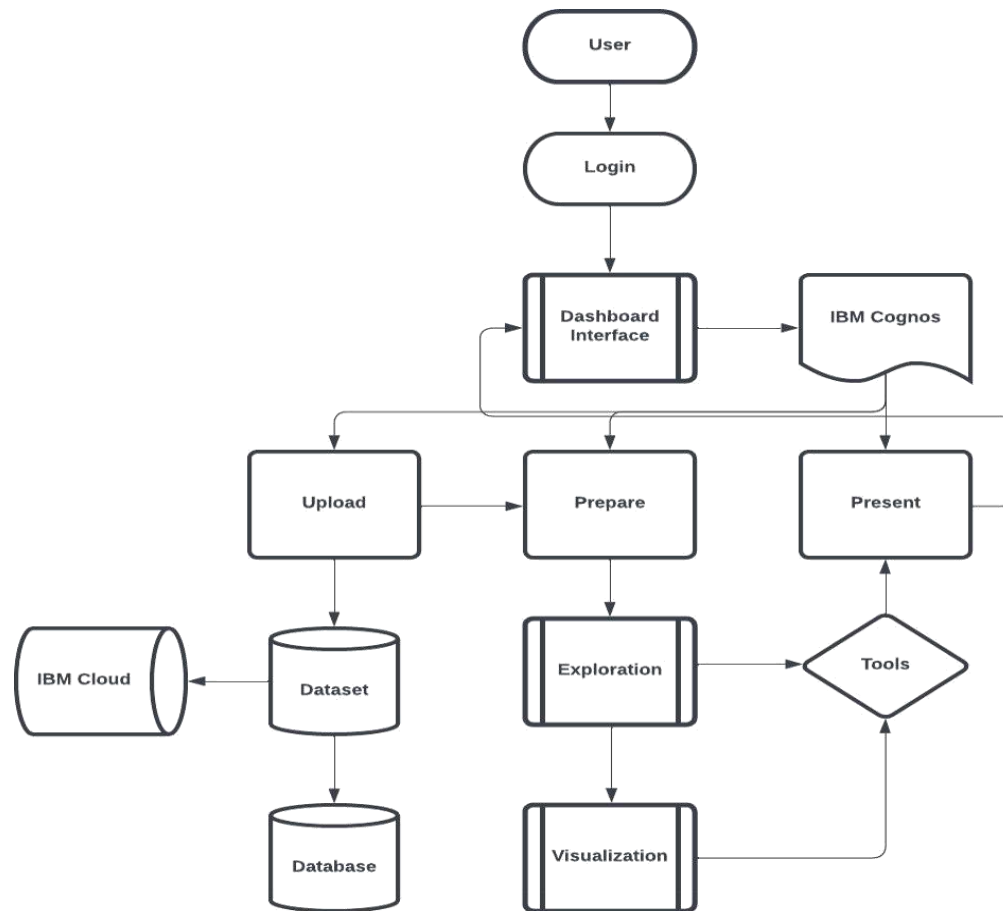 User
Login
Dashboard
Interface
IBM Cognos
Upload
Prepare
Present
IBM Cloud
Dataset
Exploration
Tools
Database
Visualization